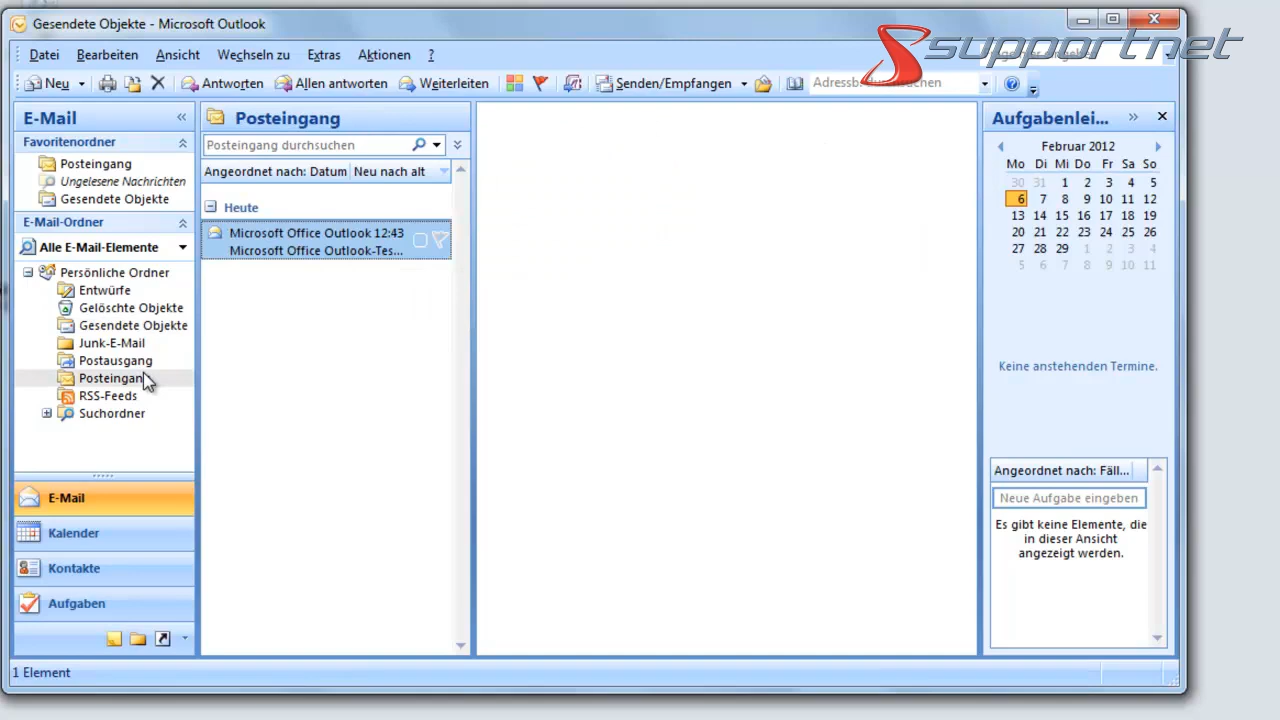 Gesendete Objekte - Microsoft Outlook
supportnet
Datei Bearbeiten Ansicht Wechseln zu Extras Aktionen ?
Neu Antworten Allen antworten Weiterleiten Senden/Empfangen
E-Mail «
Favoritenordner
Posteingang
Ungelesene Nachrichten
Gesendete Objekte
E-Mail-Ordner
Alle E-Mail-Elemente
Persönliche Ordner
Entwürfe
Gelöschte Objekte
Gesendete Objekte
Junk-E-Mail
Postausgang
RSS-Feeds
Suchordner
E-Mail
Kalender
Kontakte
Aufgaben
1 Element
Posteingang
Posteingang durchsuchen
Angeordnet nach: Datum Neu nach alt
Heute
Microsoft Office Outlook 12:43
Microsoft Office Outlook-Tes...
Aufgabenlei... »
Februar 2012
Mo Di Mi Do Fr Sa So
30 31 1 2 3 4 5
6 7 8 9 10 11 12
13 14 15 16 17 18 19
20 21 22 23 24 25 26
27 28 29 1 2 3 4
5 6 7 8 9 10 11
Keine anstehenden Termine.
Angeordnet nach: Fäll...
Neue Aufgabe eingeben
Es gibt keine Elemente, die
in dieser Ansicht
angezeigt werden.